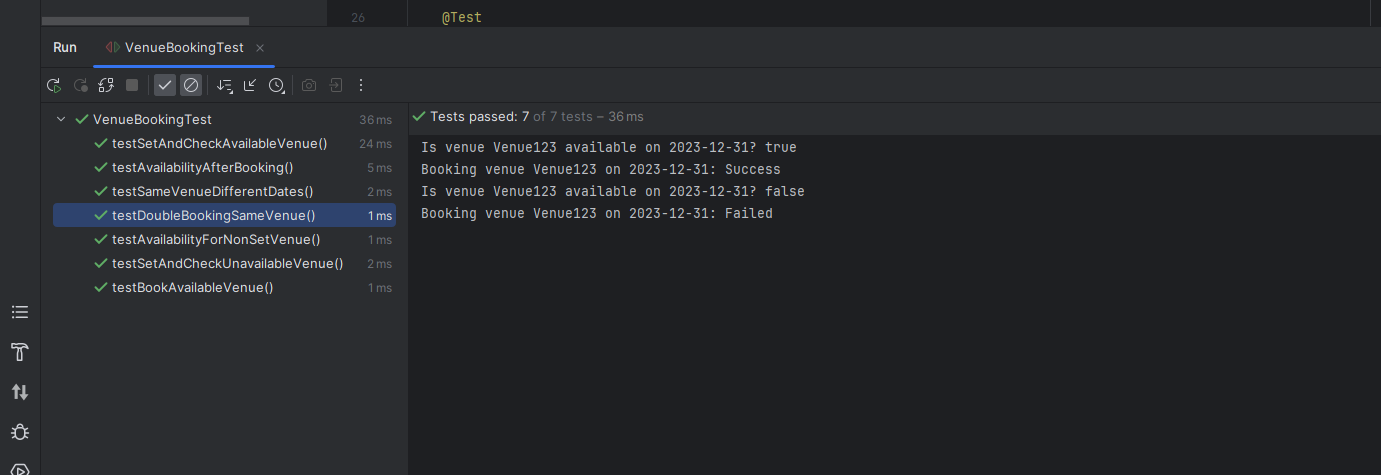 26 @Test
Run VenueBookingTest
VenueBookingTest 36 ms
testSetAndCheckAvailableVenue() 24 ms
testAvailabilityAfterBooking() 5 ms
testSameVenueDifferentDates() 2 ms
testDoubleBookingSameVenue() 1 ms
testAvailabilityForNonSetVenue() 1 ms
testSetAndCheckUnavailableVenue() 2 ms
testBookAvailableVenue() 1 ms
Tests passed: 7 of 7 tests – 36 ms
Is venue Venue123 available on 2023-12-31? true
Booking venue Venue123 on 2023-12-31: Success
Is venue Venue123 available on 2023-12-31? false
Booking venue Venue123 on 2023-12-31: Failed